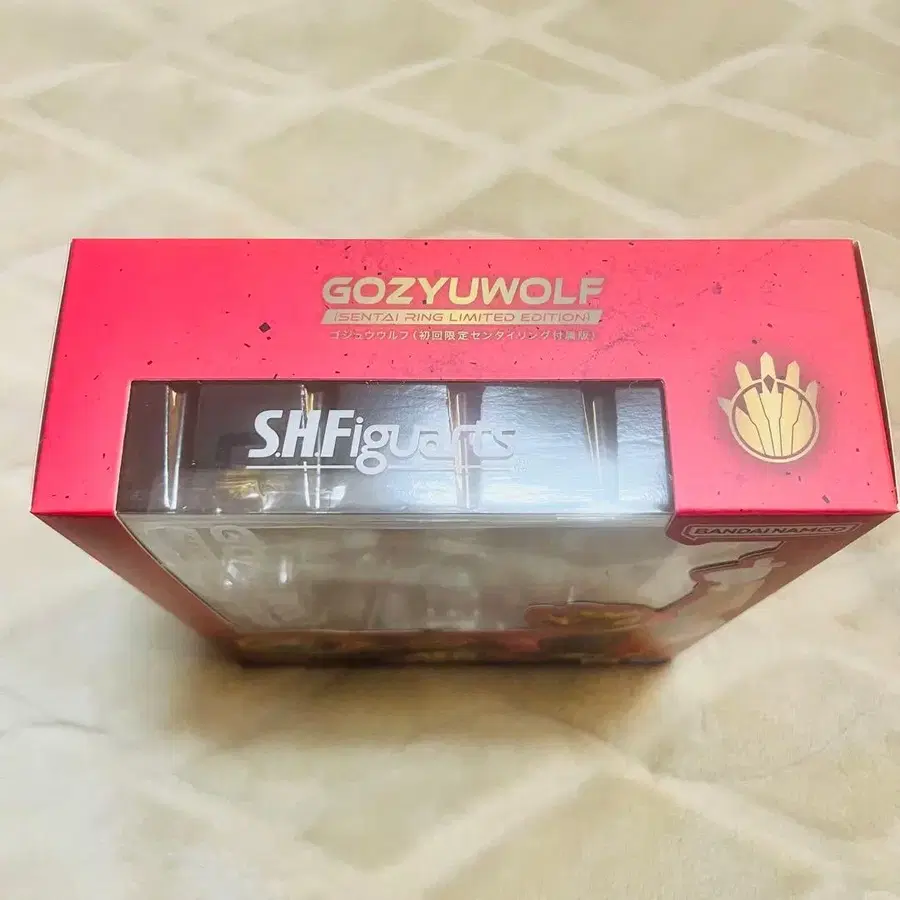 GOZYUWOLF
(SENTAI RING LIMITED EDITION)
ゴジュウウルフ(初回限定センタイリング付属版)
S.H.Figuarts
BANDAI NAMCO